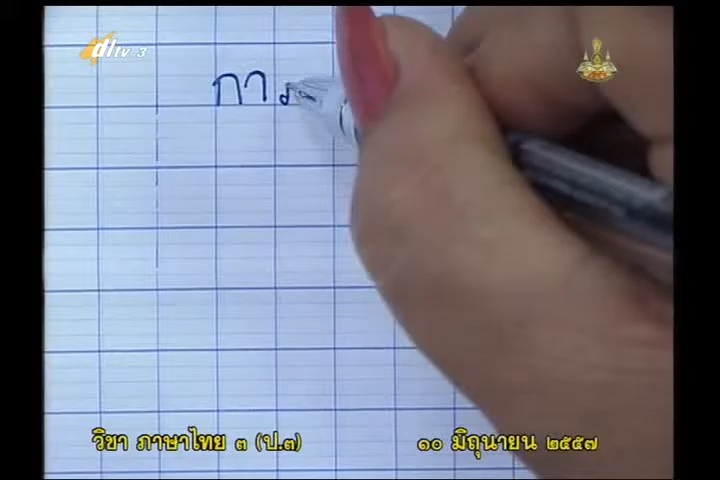 dltv 3
กา
วิชา ภาษาไทย ๓ (ป.๓)
๑๐ มิถุนายน ๒๕๕๗